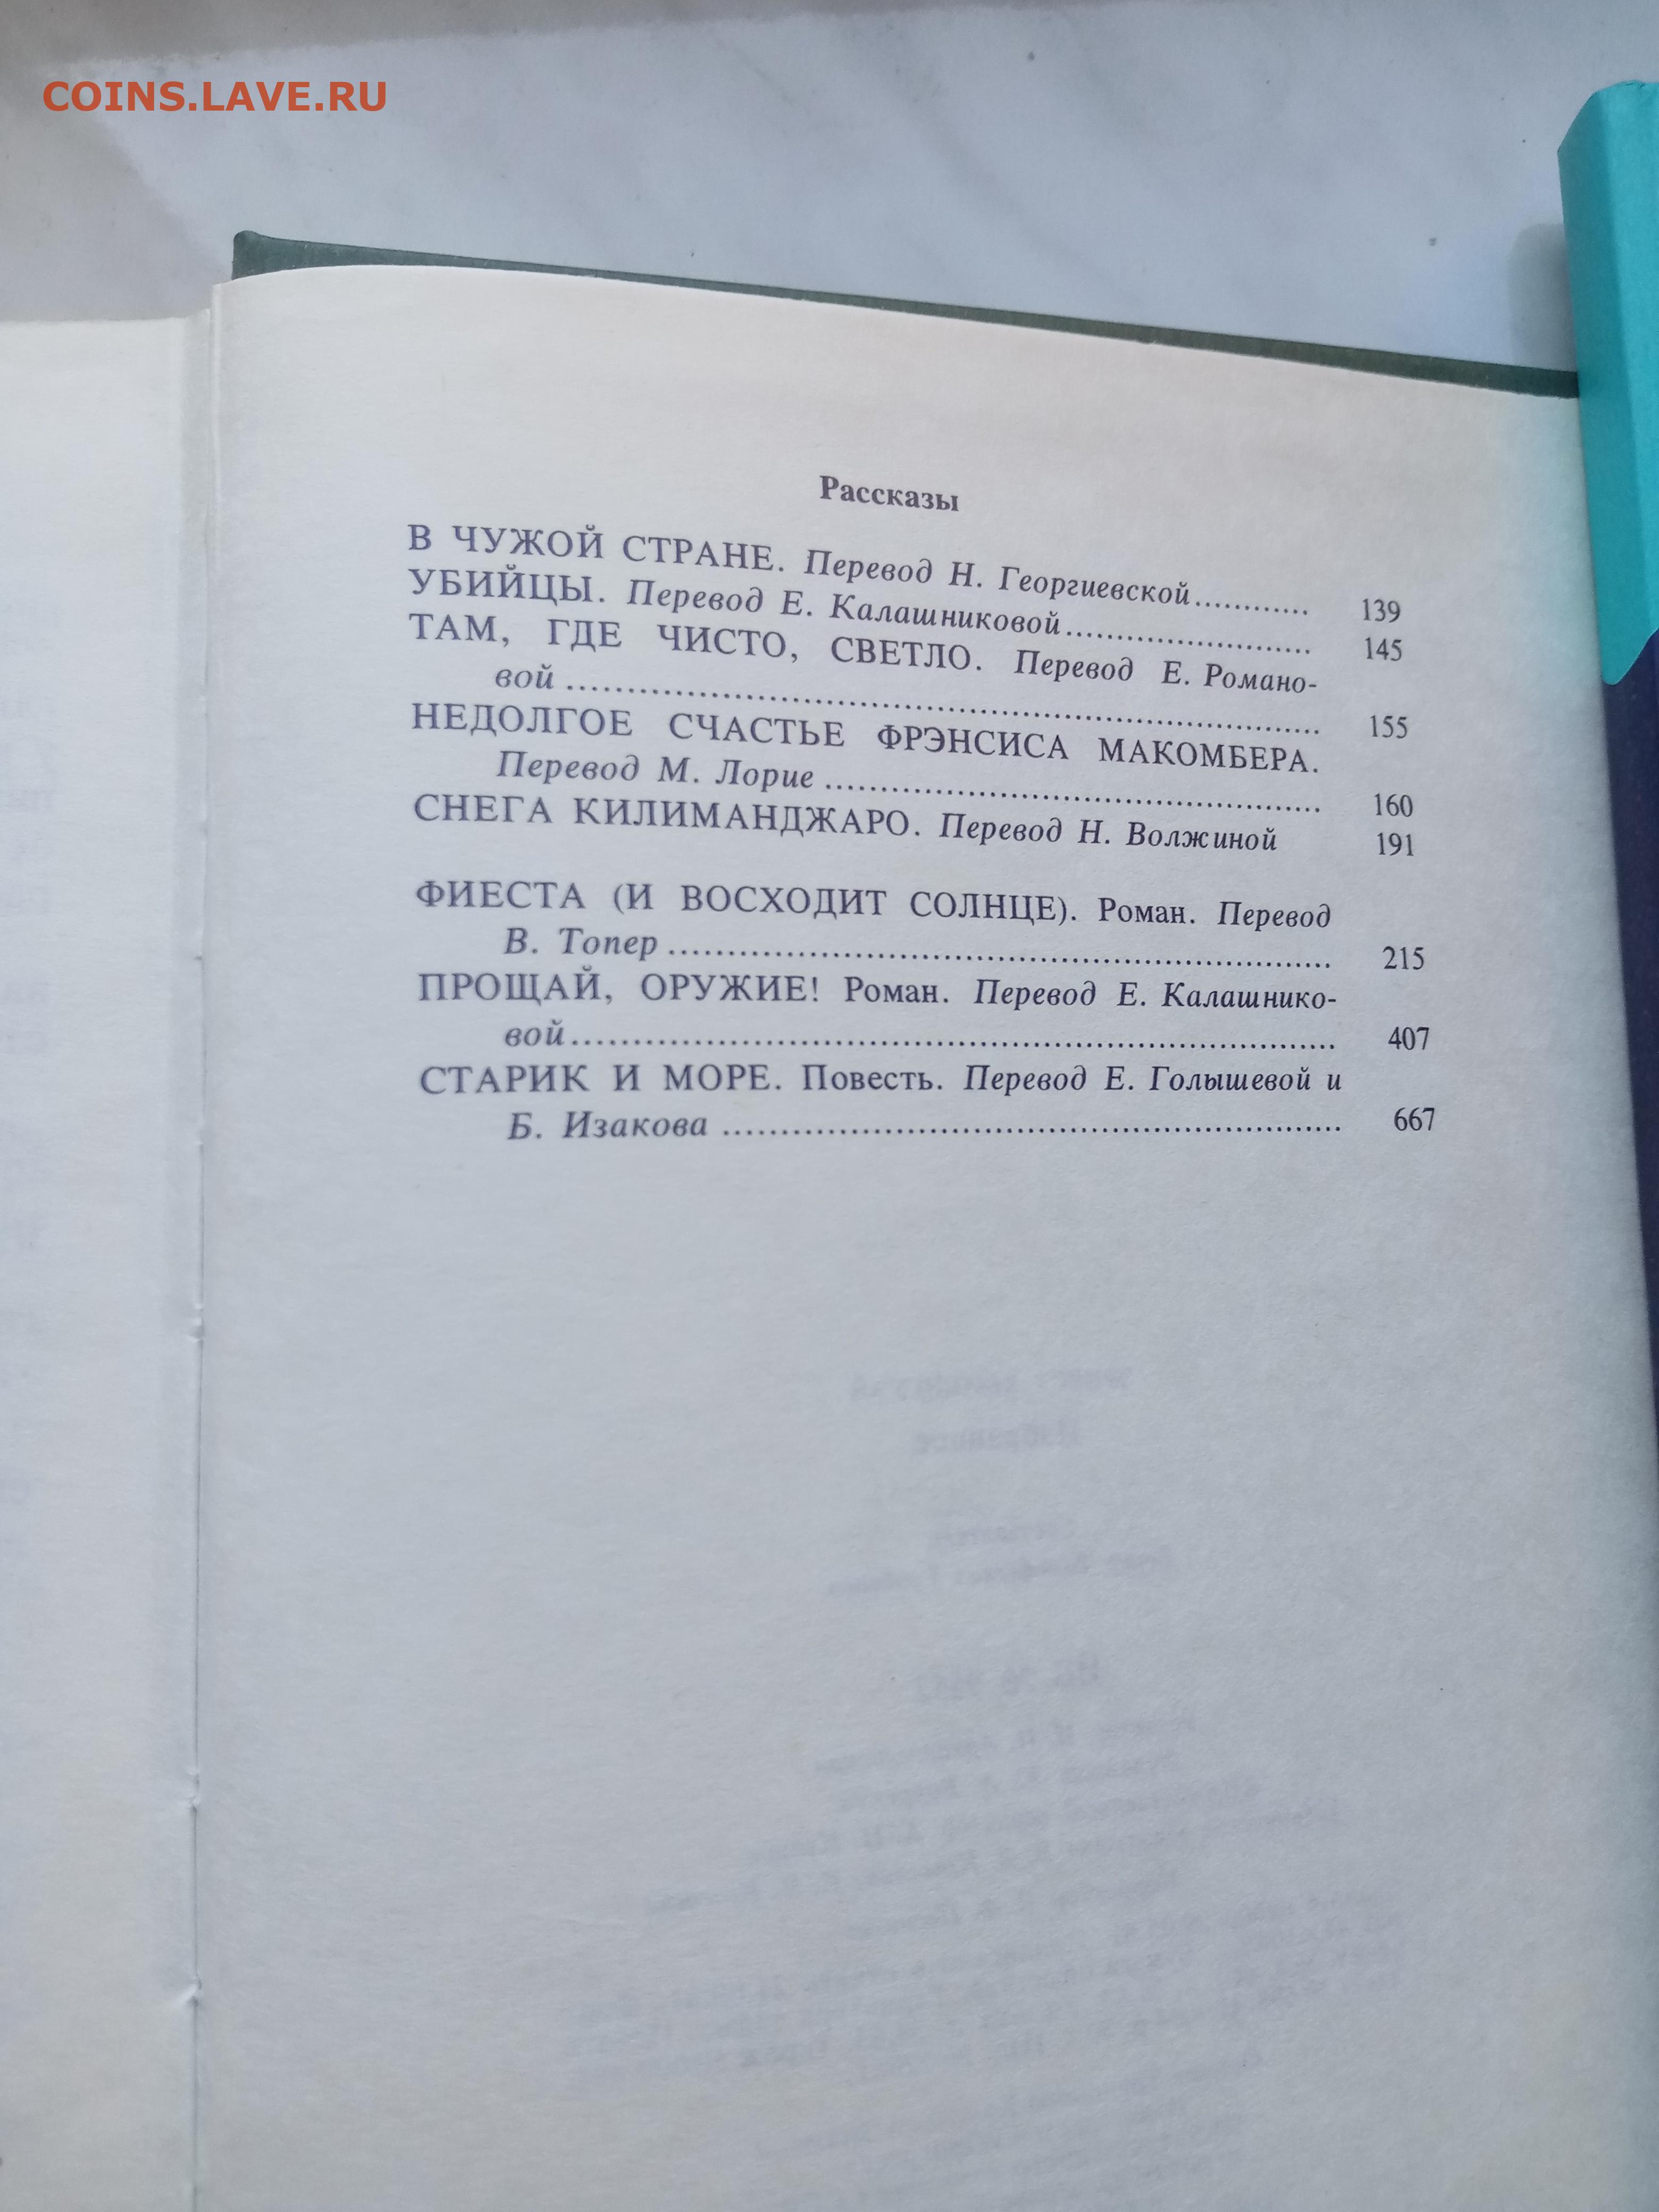 COINS.LAVE.RU
Рассказы
В ЧУЖОЙ СТРАНЕ. Перевод Н. Георгиевской............ 139
УБИЙЦЫ. Перевод Е. Калашниковой........................ 145
ТАМ, ГДЕ ЧИСТО, СВЕТЛО. Перевод Е. Романо-
вой ........................................................................ 155
НЕДОЛГОЕ СЧАСТЬЕ ФРЭНСИСА МАКОМБЕРА.
Перевод М. Лорие ................................................ 160
СНЕГА КИЛИМАНДЖАРО. Перевод Н. Волжиной 191
ФИЕСТА (И ВОСХОДИТ СОЛНЦЕ). Роман. Перевод
В. Топер ................................................................ 215
ПРОЩАЙ, ОРУЖИЕ! Роман. Перевод Е. Калашнико-
вой........................................................................ 407
СТАРИК И МОРЕ. Повесть. Перевод Е. Голышевой и
Б. Изакова ............................................................ 667